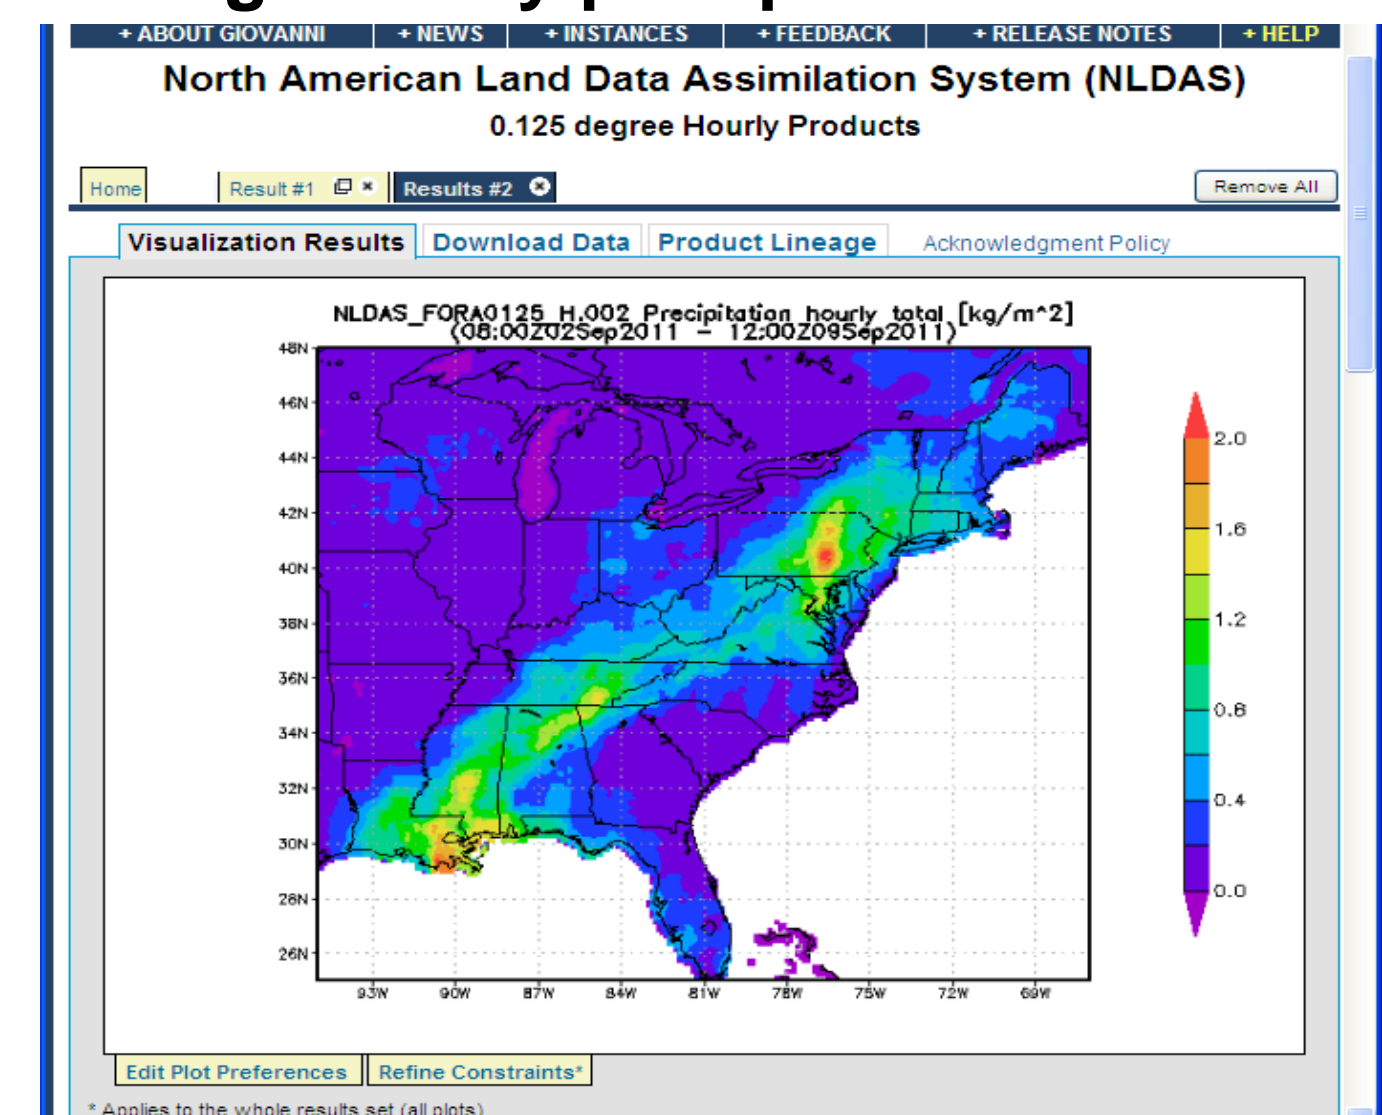 + ABOUT GIOVANNI + NEWS + INSTANCES + FEEDBACK + RELEASE NOTES + HELP
North American Land Data Assimilation System (NLDAS)
0.125 degree Hourly Products
Home Result #1 Results #2 Remove All
Visualization Results Download Data Product Lineage Acknowledgment Policy
NLDAS_FORA0125_H.002 Precipitation hourly total [kg/m^2]
(08:00Z02Sep2011 – 12:00Z09Sep2011)
48N
46N
44N
42N
40N
38N
36N
34N
32N
30N
28N
26N
93W 90W 87W 84W 81W 78W 75W 72W 69W
2.0
1.6
1.2
0.8
0.4
0.0
Edit Plot Preferences Refine Constraints*
* Applies to the whole results set (all plots)